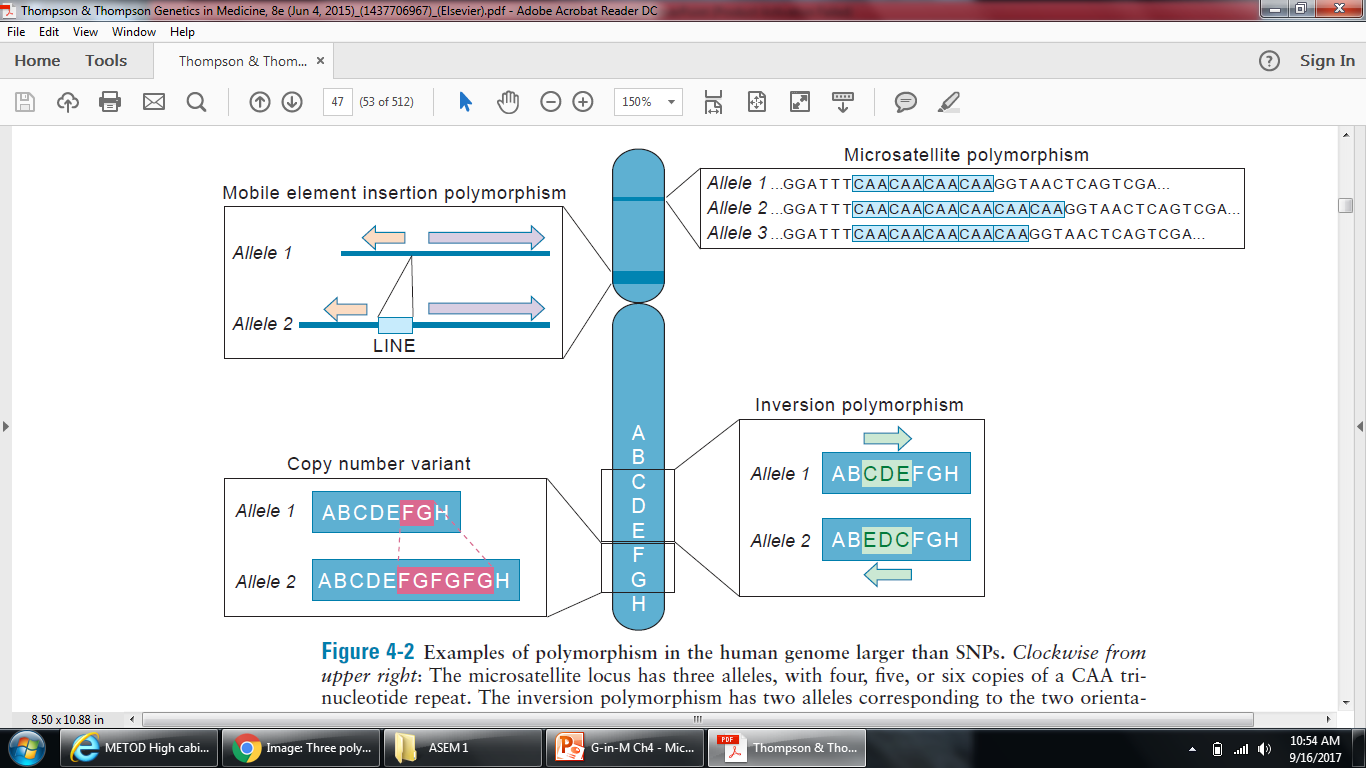 Thompson & Thompson Genetics in Medicine, 8e (Jun 4, 2015)_(1437706967)_(Elsevier).pdf - Adobe Acrobat Reader DC
File Edit View Window Help
Home Tools Thompson & Thom... × ? Sign In
47 (53 of 512) 150%
Microsatellite polymorphism
Allele 1 ...GGATTTCAACAACAACAAGGTAACTCAGTCGA...
Allele 2 ...GGATTTCAACAACAACAACAACAAGGTAACTCAGTCGA...
Allele 3 ...GGATTTCAACAACAACAACAAGGTAACTCAGTCGA...
Mobile element insertion polymorphism
Allele 1
Allele 2
LINE
A
B
C
D
E
F
G
H
Inversion polymorphism
Allele 1 ABCDEFGH
Allele 2 ABEDCFGH
Copy number variant
Allele 1 ABCDEFGH
Allele 2 ABCDEFGFGFGH
Figure 4-2 Examples of polymorphism in the human genome larger than SNPs. Clockwise from
upper right: The microsatellite locus has three alleles, with four, five, or six copies of a CAA tri-
nucleotide repeat. The inversion polymorphism has two alleles corresponding to the two orienta-
8.50 x 10.88 in
METOD High cabi... Image: Three poly... ASEM 1 G-in-M Ch4 - Mic... Thompson & Tho... 10:54 AM
9/16/2017